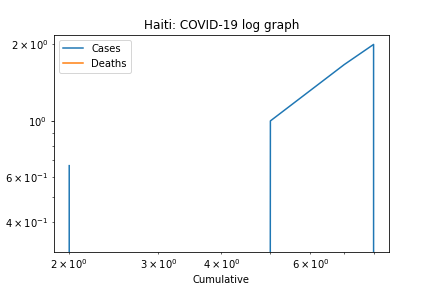 Haiti: COVID-19 log graph
2 × 10⁰
Cases
Deaths
10⁰
6 × 10⁻¹
4 × 10⁻¹
2 × 10⁰ 3 × 10⁰ 4 × 10⁰ 6 × 10⁰
Cumulative